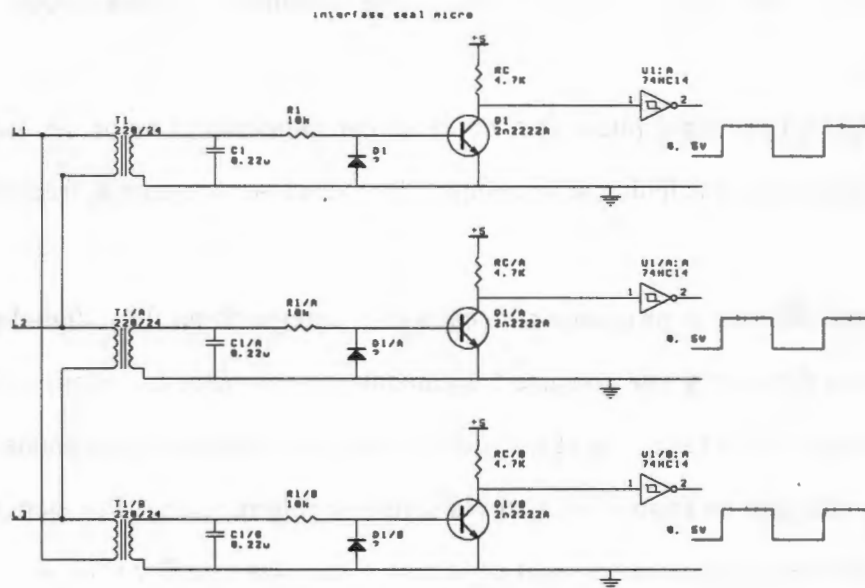 interfase seal micro
+5
RC
4.7K
U1:A
74HC14
T1
220/24
R1
10k
1
2
L1
C1
0.22u
D1
?
Q1
2n2222A
0. 5V
+5
RC/A
4.7K
U1/A:A
74HC14
T1/A
220/24
R1/A
10k
1
2
L2
C1/A
0.22u
D1/A
?
Q1/A
2n2222A
0. 5V
+5
RC/B
4.7K
U1/B:A
74HC14
T1/B
220/24
R1/B
10k
1
2
L3
C1/B
0.22u
D1/B
?
Q1/B
2n2222A
0. 5V